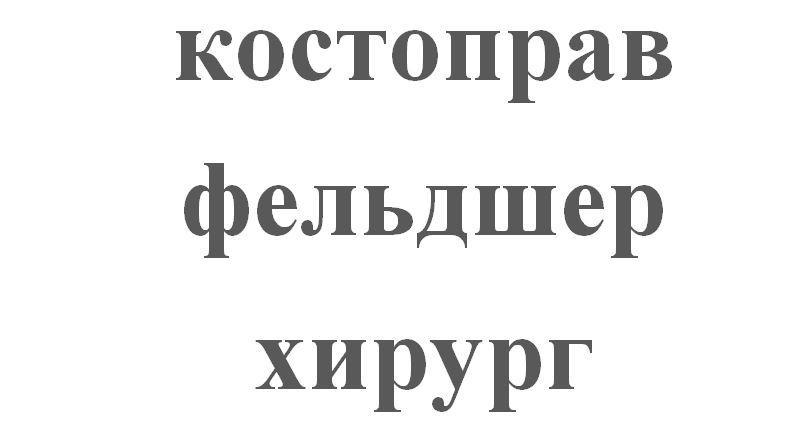 костоправ
фельдшер
хирург